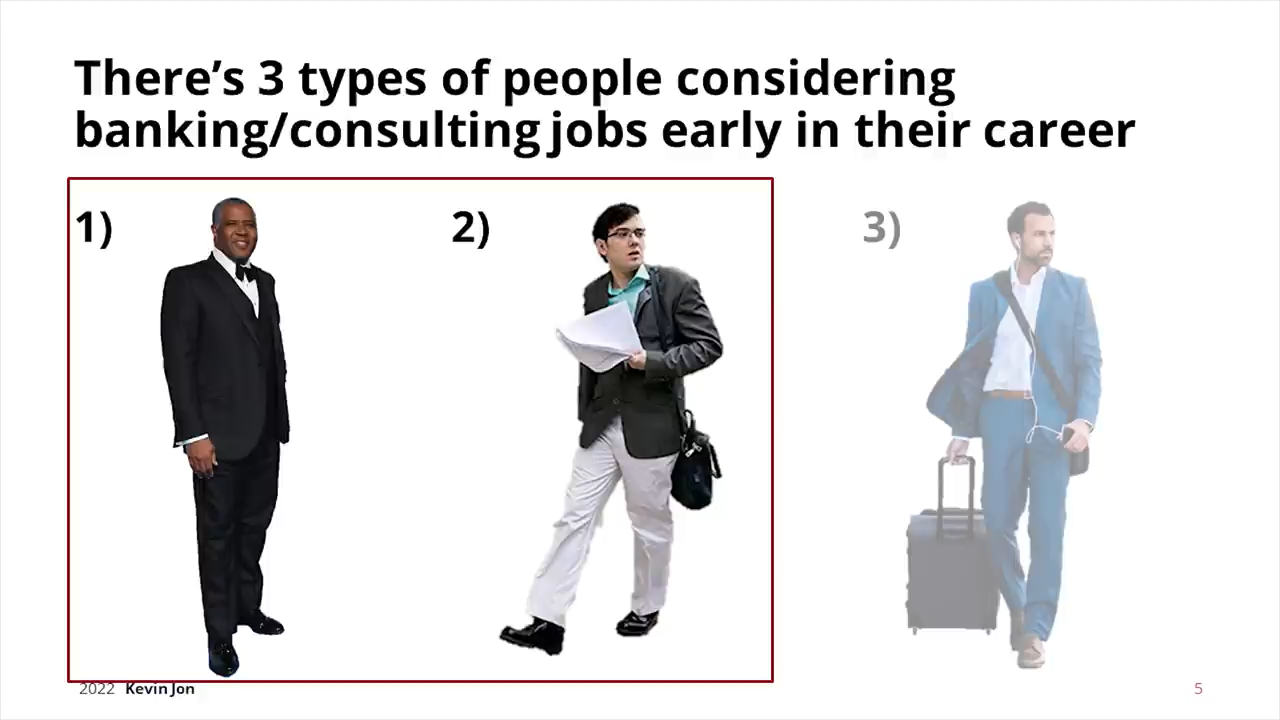 There’s 3 types of people considering
banking/consulting jobs early in their career
1)
2)
3)
2022 Kevin Jon
5